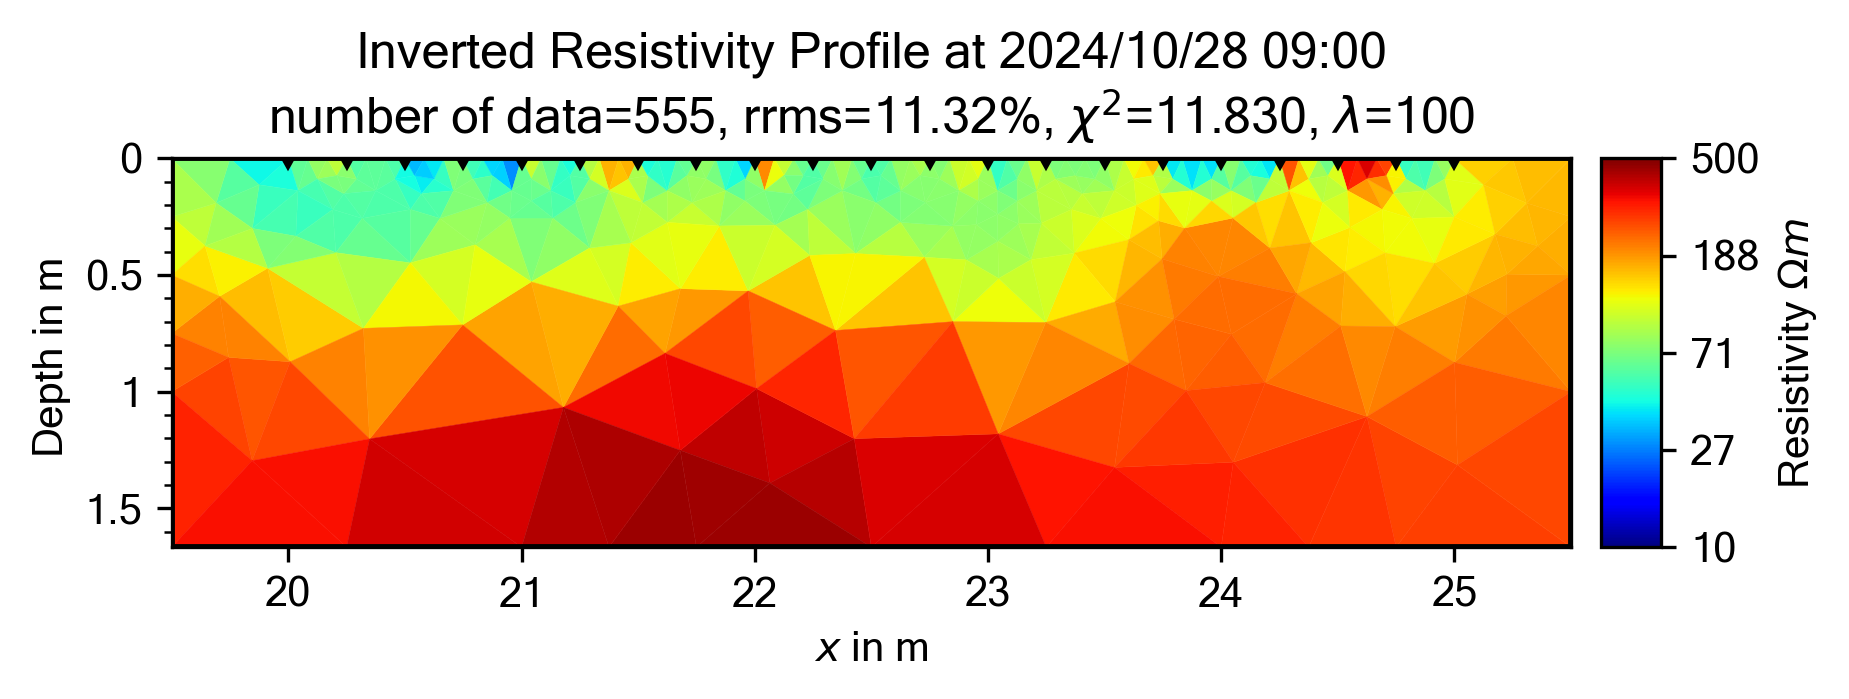 Inverted Resistivity Profile at 2024/10/28 09:00
number of data=555, rrms=11.32%, χ²=11.830, λ=100
0
0.5
1
1.5
Depth in m
20 21 22 23 24 25
x in m
500
188
71
27
10
Resistivity Ωm